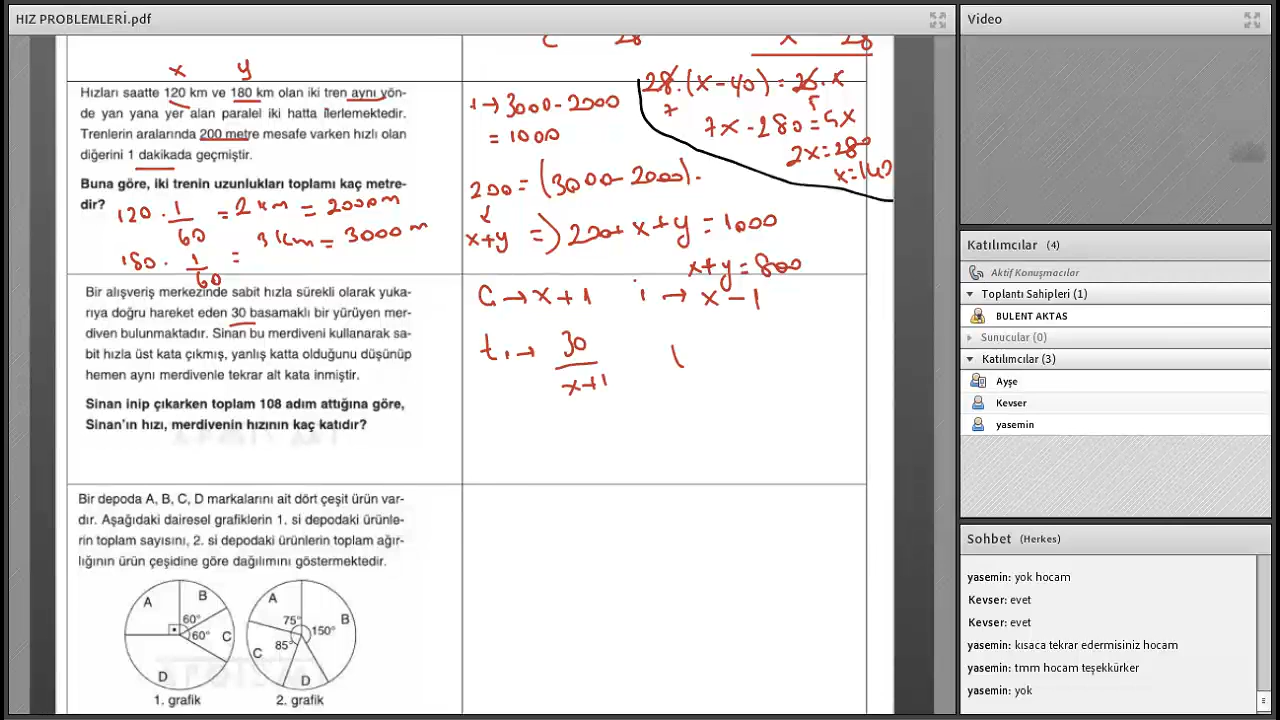 HIZ PROBLEMLERİ.pdf
x y
Hızları saatte 120 km ve 180 km olan iki tren aynı yön-
de yan yana yer alan paralel iki hatta ilerlemektedir.
Trenlerin aralarında 200 metre mesafe varken hızlı olan
diğerini 1 dakikada geçmiştir.
Buna göre, iki trenin uzunlukları toplamı kaç metre-
dir?
120 . 1/60 = 2 km = 2000 m
180 . 1/60 = 3 km = 3000 m
28.(x-40) = 20.x
7x - 280 = 5x
2x = 280
x = 140
1 → 3000 - 2000
= 1000
200 = (3000 - 2000).
x+y ⇒ 200 + x + y = 1000
x+y = 800
Bir alışveriş merkezinde sabit hızla sürekli olarak yuka-
rıya doğru hareket eden 30 basamaklı bir yürüyen mer-
diven bulunmaktadır. Sinan bu merdiveni kullanarak sa-
bit hızla üst kata çıkmış, yanlış katta olduğunu düşünüp
hemen aynı merdivenle tekrar alt kata inmiştir.
Sinan inip çıkarken toplam 108 adım attığına göre,
Sinan'ın hızı, merdivenin hızının kaç katıdır?
Ç → x+1 i → x-1
t1 → 30/x+1
Bir depoda A, B, C, D markalarını ait dört çeşit ürün var-
dır. Aşağıdaki dairesel grafiklerin 1. si depodaki ürünle-
rin toplam sayısını, 2. si depodaki ürünlerin toplam ağır-
lığının ürün çeşidine göre dağılımını göstermektedir.
A B 60° 60° C D
A 75° B 150° 85° C D
1. grafik 2. grafik
Video
Katılımcılar (4)
Aktif Konuşmacılar
Toplantı Sahipleri (1)
BULENT AKTAS
Sunucular (0)
Katılımcılar (3)
Ayşe
Kevser
yasemin
Sohbet (Herkes)
yasemin: yok hocam
Kevser: evet
Kevser: evet
yasemin: kısaca tekrar edermisiniz hocam
yasemin: tmm hocam teşekkürker
yasemin: yok